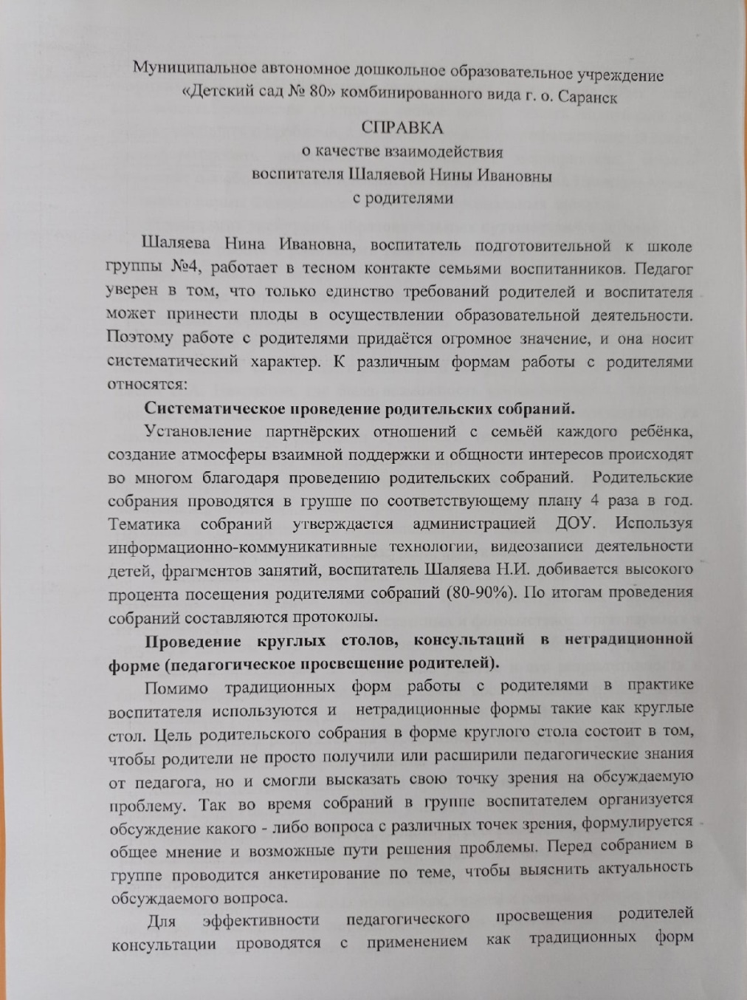 Муниципальное автономное дошкольное образовательное учреждение
«Детский сад № 80» комбинированного вида г. о. Саранск
СПРАВКА
о качестве взаимодействия
воспитателя Шаляевой Нины Ивановны
с родителями
Шаляева Нина Ивановна, воспитатель подготовительной к школе
группы №4, работает в тесном контакте семьями воспитанников. Педагог
уверен в том, что только единство требований родителей и воспитателя
может принести плоды в осуществлении образовательной деятельности.
Поэтому работе с родителями придаётся огромное значение, и она носит
систематический характер. К различным формам работы с родителями
относятся:
Систематическое проведение родительских собраний.
Установление партнёрских отношений с семьёй каждого ребёнка,
создание атмосферы взаимной поддержки и общности интересов происходят
во многом благодаря проведению родительских собраний. Родительские
собрания проводятся в группе по соответствующему плану 4 раза в год.
Тематика собраний утверждается администрацией ДОУ. Используя
информационно-коммуникативные технологии, видеозаписи деятельности
детей, фрагментов занятий, воспитатель Шаляева Н.И. добивается высокого
процента посещения родителями собраний (80-90%). По итогам проведения
собраний составляются протоколы.
Проведение круглых столов, консультаций в нетрадиционной
форме (педагогическое просвещение родителей).
Помимо традиционных форм работы с родителями в практике
воспитателя используются и нетрадиционные формы такие как круглые
стол. Цель родительского собрания в форме круглого стола состоит в том,
чтобы родители не просто получили или расширили педагогические знания
от педагога, но и смогли высказать свою точку зрения на обсуждаемую
проблему. Так во время собраний в группе воспитателем организуется
обсуждение какого - либо вопроса с различных точек зрения, формулируется
общее мнение и возможные пути решения проблемы. Перед собранием в
группе проводится анкетирование по теме, чтобы выяснить актуальность
обсуждаемого вопроса.
Для эффективности педагогического просвещения родителей
консультации проводятся с применением как традиционных форм